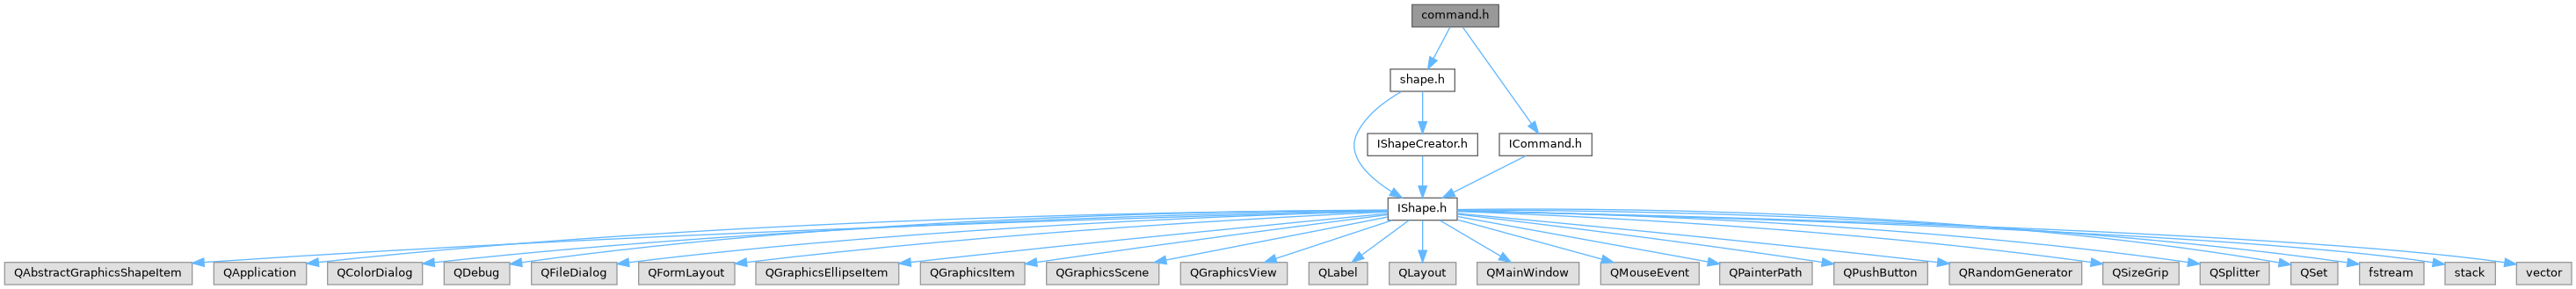 command.h
shape.h
IShapeCreator.h
ICommand.h
IShape.h
QAbstractGraphicsShapeItem
QApplication
QColorDialog
QDebug
QFileDialog
QFormLayout
QGraphicsEllipseItem
QGraphicsItem
QGraphicsScene
QGraphicsView
QLabel
QLayout
QMainWindow
QMouseEvent
QPainterPath
QPushButton
QRandomGenerator
QSizeGrip
QSplitter
QSet
fstream
stack
vector